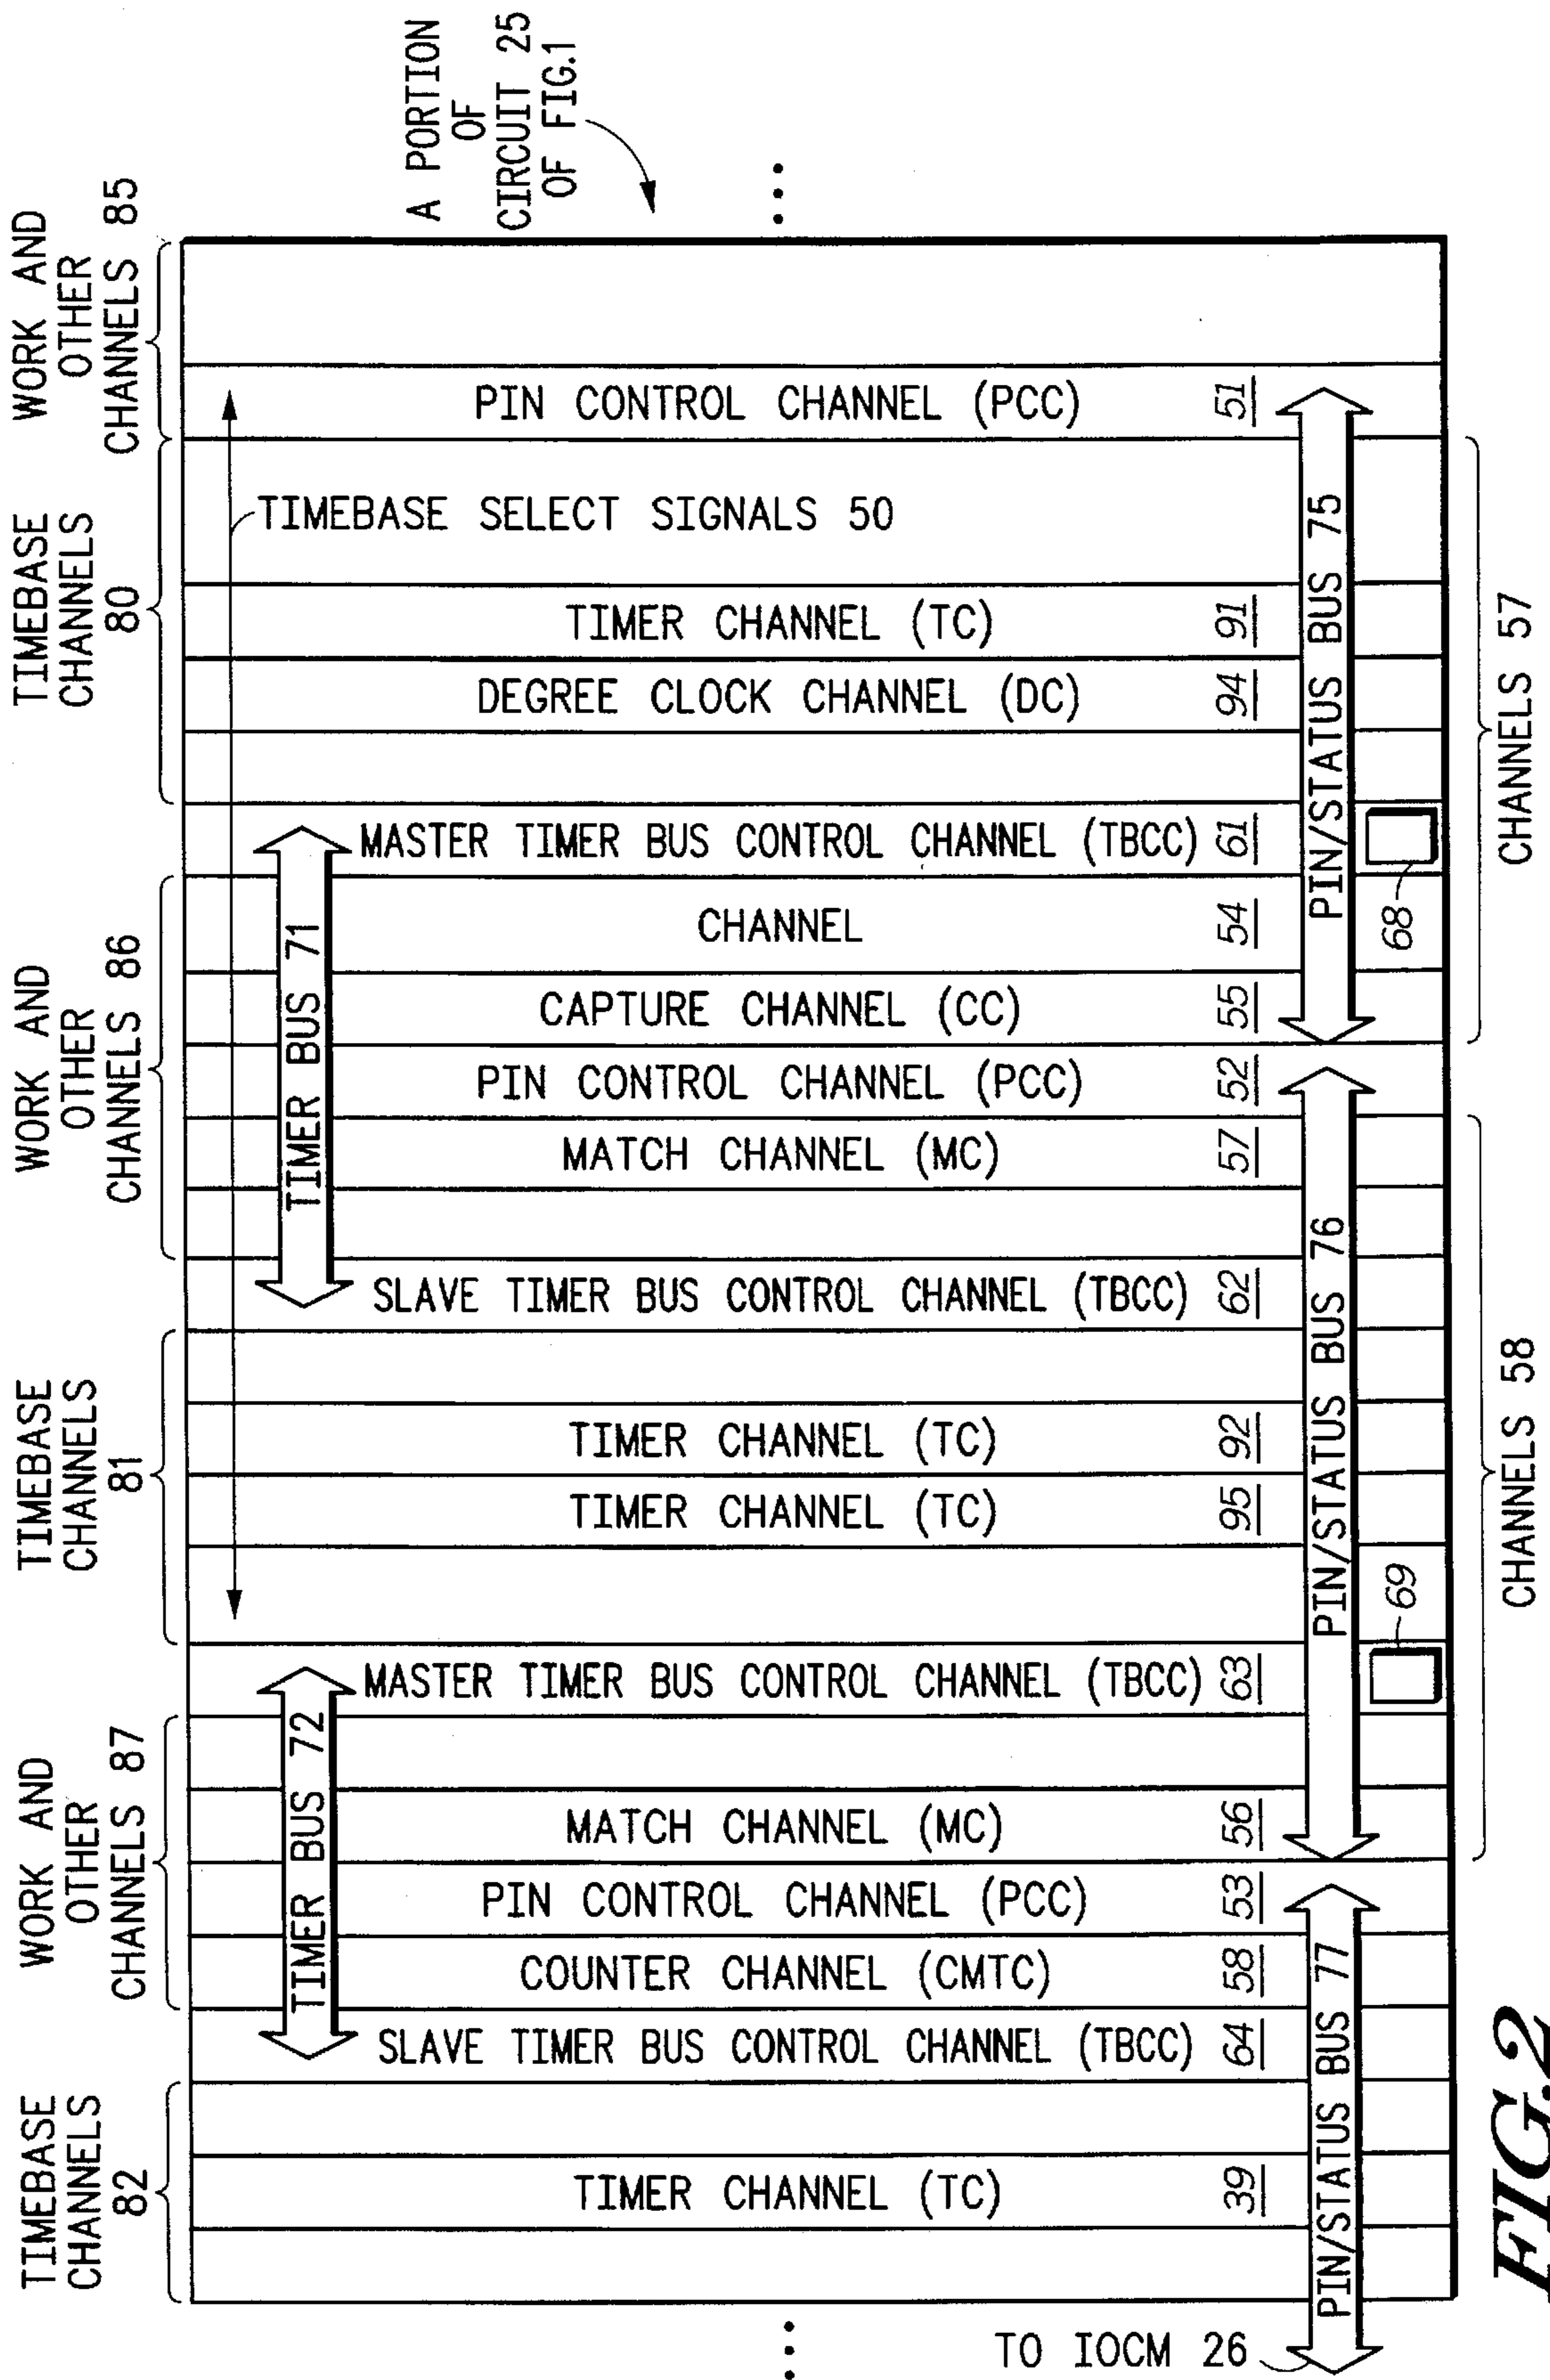 TIMEBASE
CHANNELS
82
WORK AND
OTHER
CHANNELS 87
TIMEBASE
CHANNELS
81
WORK AND
OTHER
CHANNELS 86
TIMEBASE
CHANNELS
80
WORK AND
OTHER
CHANNELS 85
A PORTION
OF
CIRCUIT 25
OF FIG.1
TIMEBASE SELECT SIGNALS 50
TIMER BUS 72
TIMER BUS 71
TIMER CHANNEL (TC) 39
SLAVE TIMER BUS CONTROL CHANNEL (TBCC) 64
COUNTER CHANNEL (CMTC) 58
PIN CONTROL CHANNEL (PCC) 53
MATCH CHANNEL (MC) 56
MASTER TIMER BUS CONTROL CHANNEL (TBCC) 63
TIMER CHANNEL (TC) 95
TIMER CHANNEL (TC) 92
SLAVE TIMER BUS CONTROL CHANNEL (TBCC) 62
MATCH CHANNEL (MC) 57
PIN CONTROL CHANNEL (PCC) 52
CAPTURE CHANNEL (CC) 55
CHANNEL 54
MASTER TIMER BUS CONTROL CHANNEL (TBCC) 61
DEGREE CLOCK CHANNEL (DC) 94
TIMER CHANNEL (TC) 91
PIN CONTROL CHANNEL (PCC) 51
...
...
TO IOCM 26
PIN/STATUS BUS 77
PIN/STATUS BUS 76
PIN/STATUS BUS 75
69
68
CHANNELS 58
CHANNELS 57
FIG.2